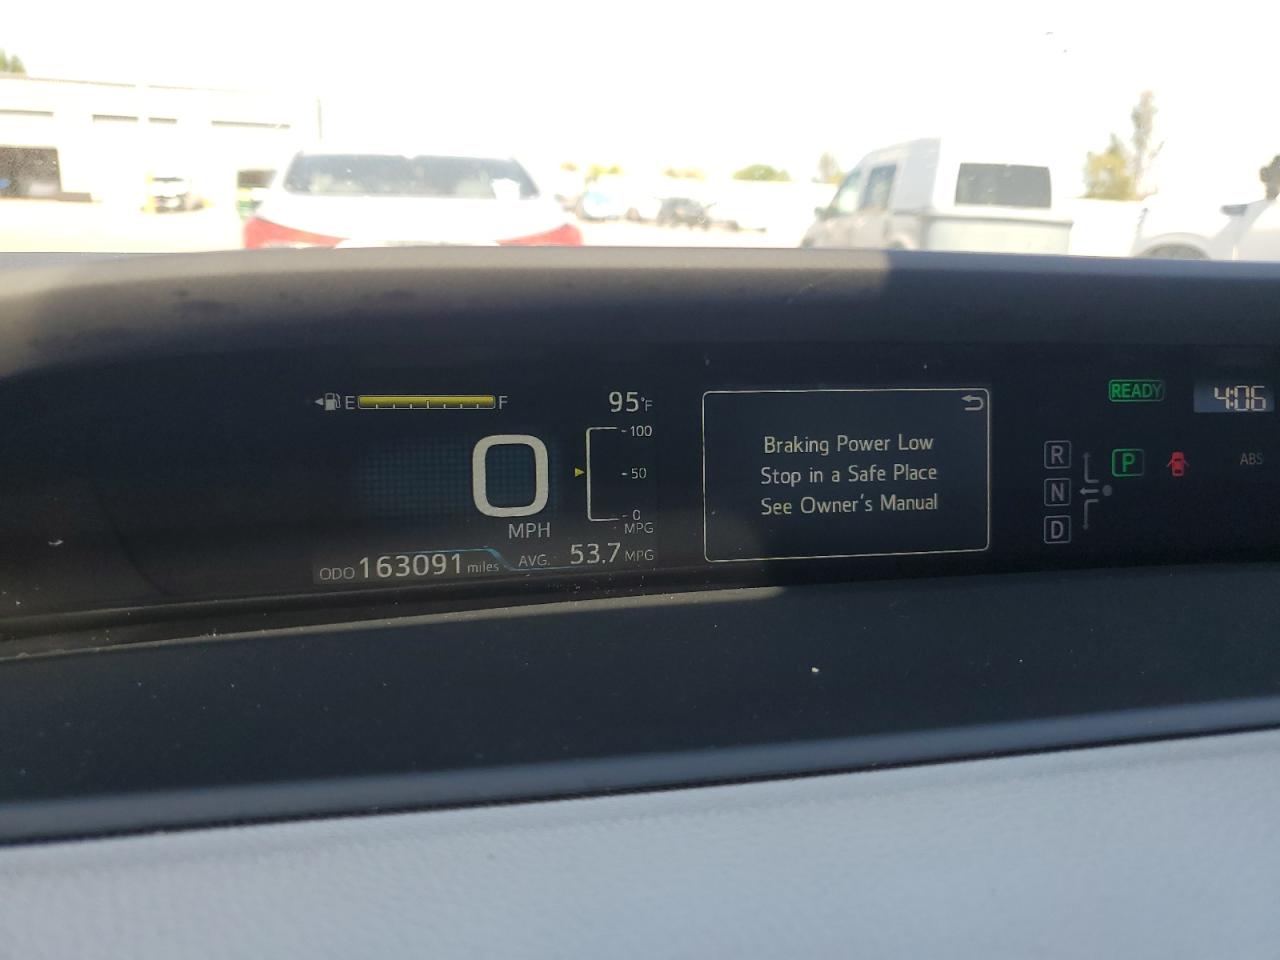 E F
95°F
100
50
0
MPG
0
MPH
ODO 163091 miles
AVG. 53.7 MPG
Braking Power Low
Stop in a Safe Place
See Owner's Manual
READY
4:06
R
N
D
P
ABS